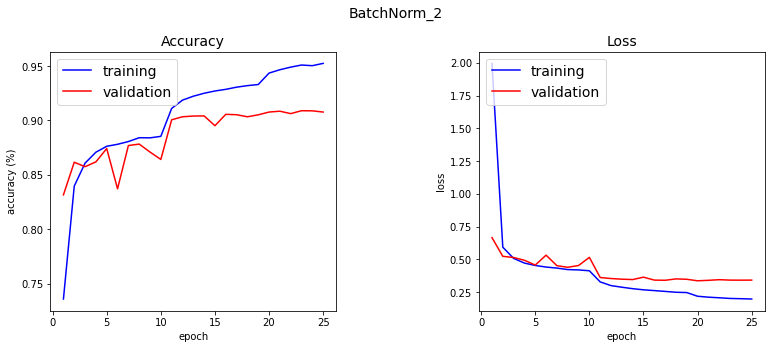 BatchNorm_2
Accuracy
training
validation
0.95
0.90
0.85
0.80
0.75
accuracy (%)
0 5 10 15 20 25
epoch
Loss
training
validation
2.00
1.75
1.50
1.25
1.00
0.75
0.50
0.25
loss
0 5 10 15 20 25
epoch